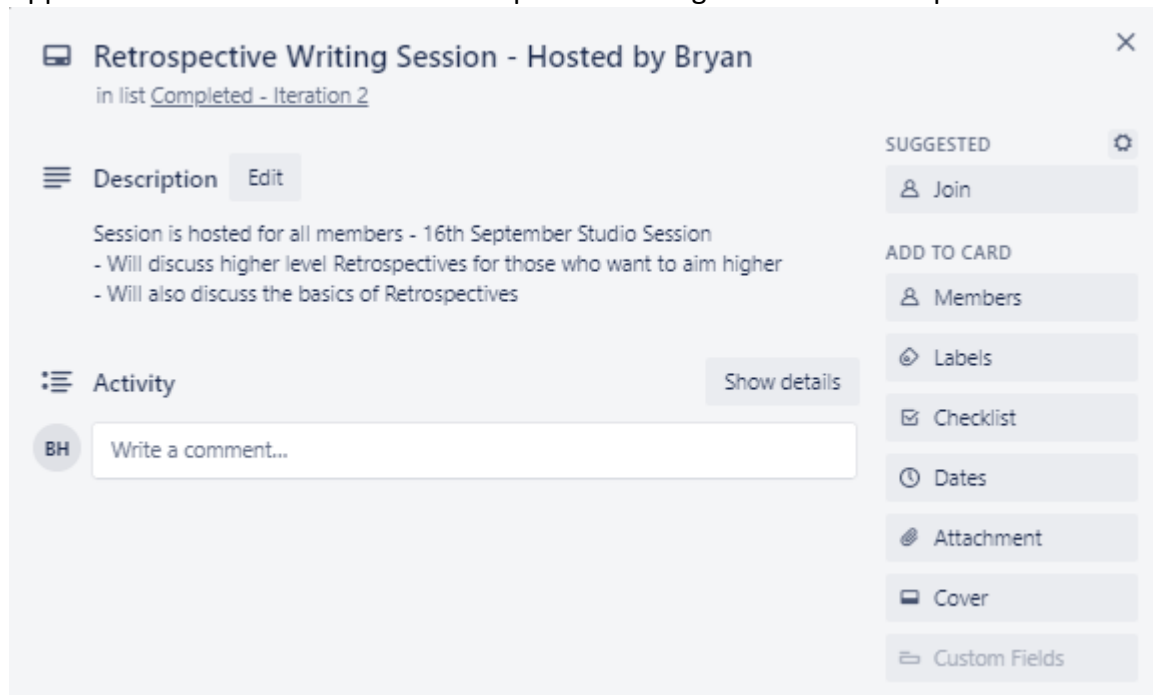 Retrospective Writing Session - Hosted by Bryan
in list Completed - Iteration 2
Description Edit
Session is hosted for all members - 16th September Studio Session
- Will discuss higher level Retrospectives for those who want to aim higher
- Will also discuss the basics of Retrospectives
Activity Show details
BH Write a comment...
SUGGESTED
Join
ADD TO CARD
Members
Labels
Checklist
Dates
Attachment
Cover
Custom Fields